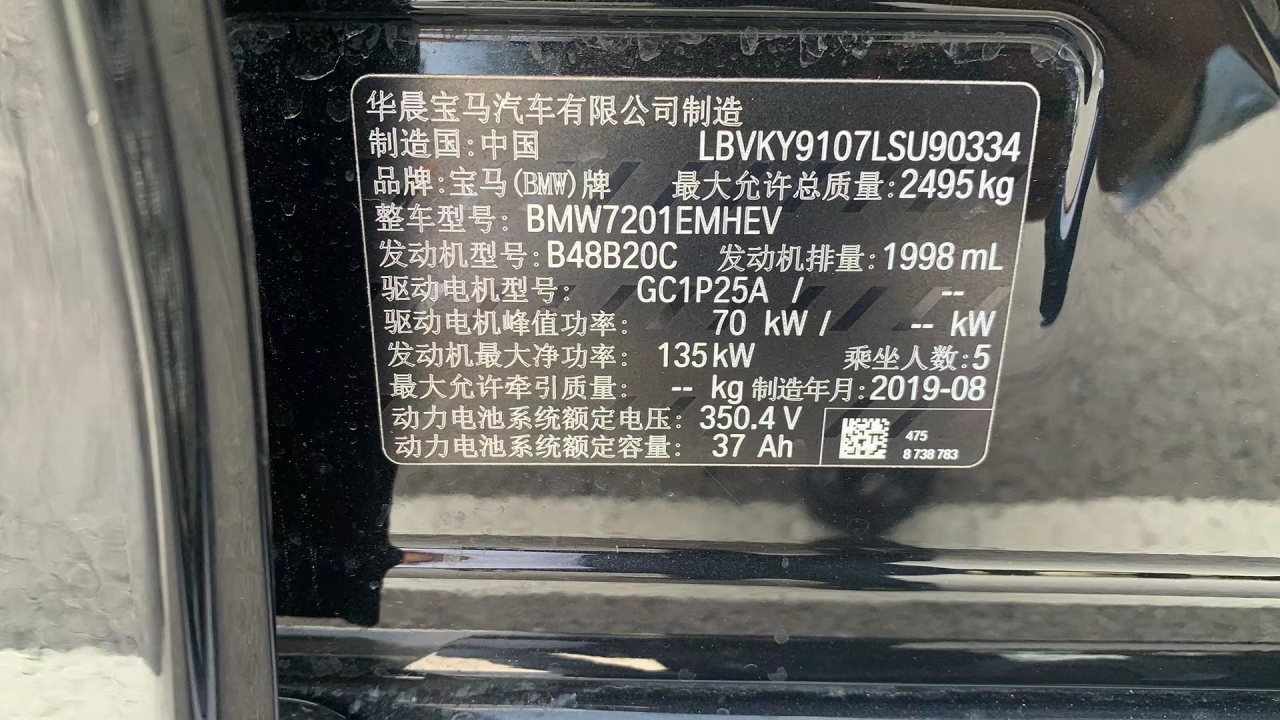 华晨宝马汽车有限公司制造
制造国:中国 LBVKY9107LSU90334
品牌:宝马(BMW)牌 最大允许总质量:2495kg
整车型号: BMW7201EMHEV
发动机型号:B48B20C 发动机排量:1998 mL
驱动电机型号: GC1P25A / --
驱动电机峰值功率: 70 kW / -- kW
发动机最大净功率: 135kW 乘坐人数:5
最大允许牵引质量: -- kg 制造年月:2019-08
动力电池系统额定电压: 350.4 V
动力电池系统额定容量: 37 Ah
475
8 738 783